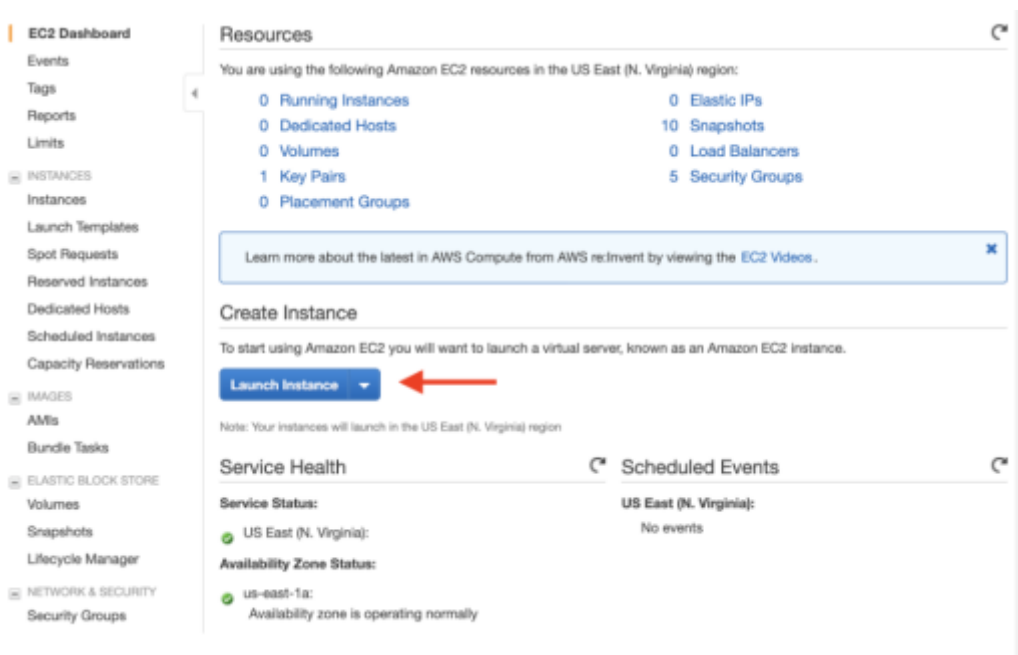 EC2 Dashboard
Events
Tags
Reports
Limits
INSTANCES
Instances
Launch Templates
Spot Requests
Reserved Instances
Dedicated Hosts
Scheduled Instances
Capacity Reservations
IMAGES
AMIs
Bundle Tasks
ELASTIC BLOCK STORE
Volumes
Snapshots
Lifecycle Manager
NETWORK & SECURITY
Security Groups
Resources
You are using the following Amazon EC2 resources in the US East (N. Virginia) region:
0 Running Instances
0 Dedicated Hosts
0 Volumes
1 Key Pairs
0 Placement Groups
0 Elastic IPs
10 Snapshots
0 Load Balancers
5 Security Groups
Learn more about the latest in AWS Compute from AWS re:Invent by viewing the EC2 Videos.
Create Instance
To start using Amazon EC2 you will want to launch a virtual server, known as an Amazon EC2 instance.
Launch Instance
Note: Your instances will launch in the US East (N. Virginia) region
Service Health
Service Status:
US East (N. Virginia):
Availability Zone Status:
us-east-1a:
Availability zone is operating normally
Scheduled Events
US East (N. Virginia):
No events